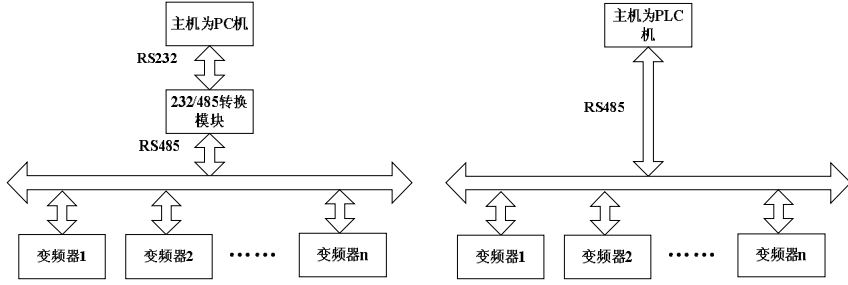 主机为PC机
RS232
232/485转换
模块
RS485
变频器1
变频器2
……
变频器n
主机为PLC
机
RS485
变频器1
变频器2
……
变频器n